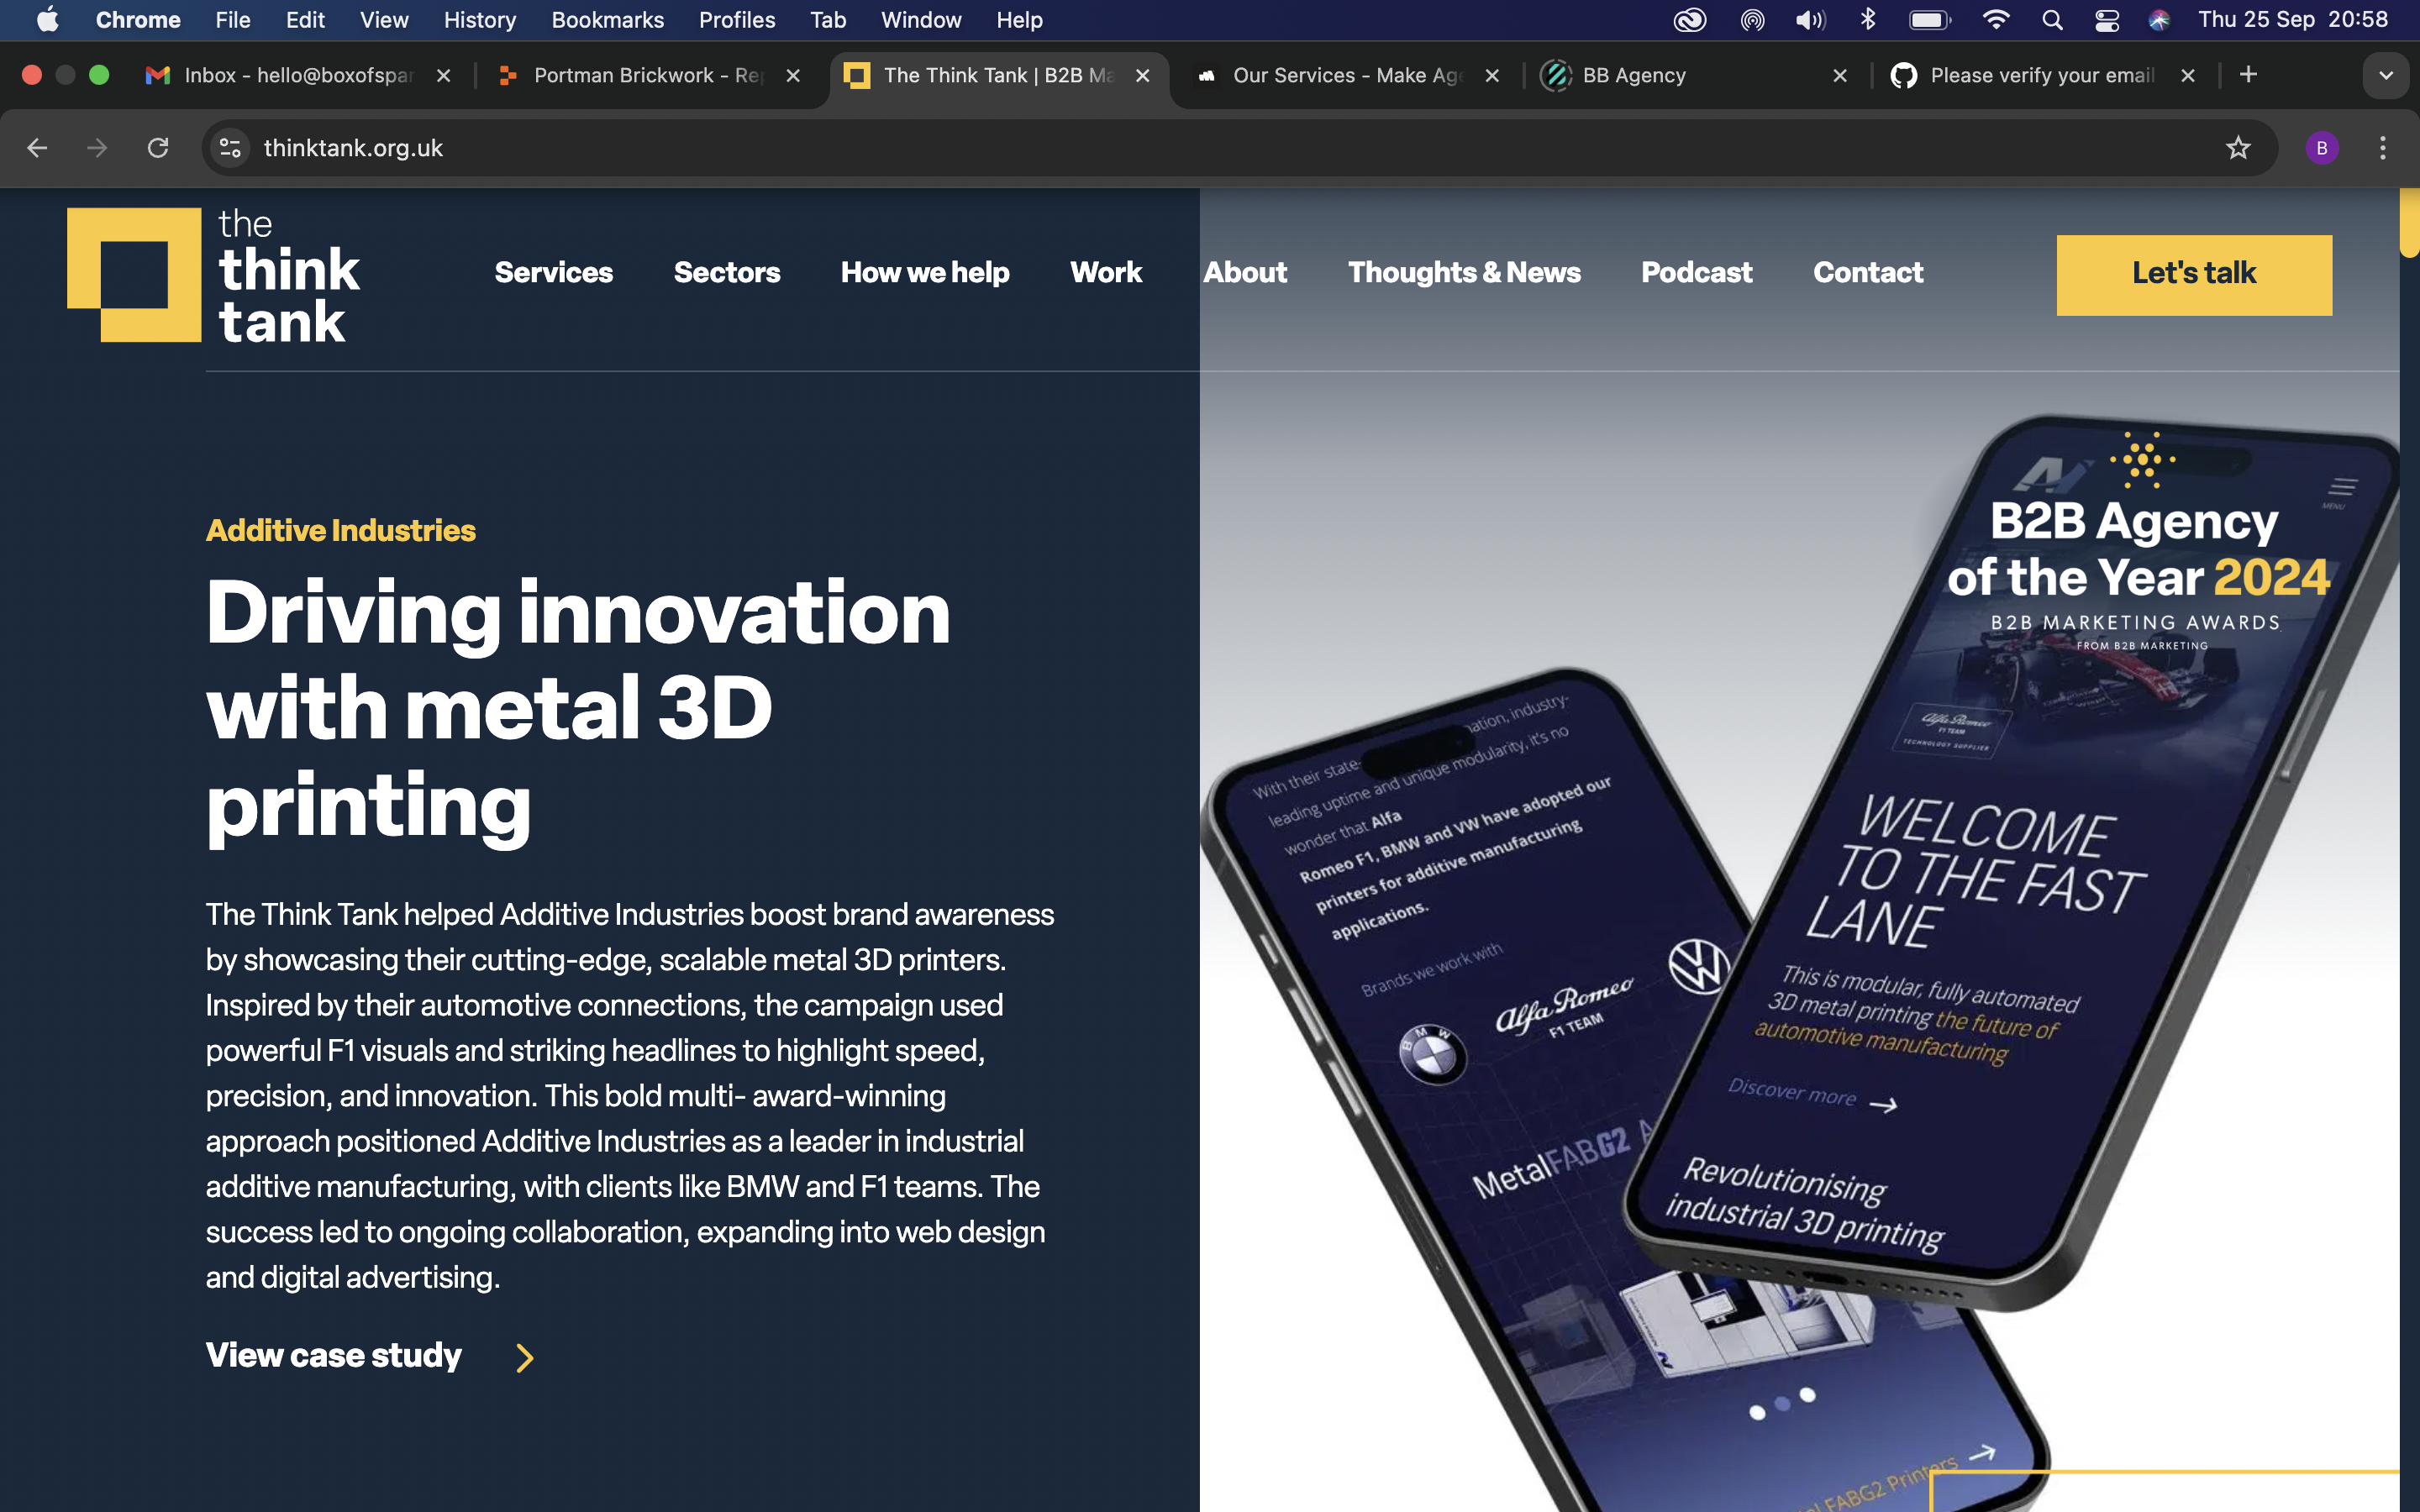 Chrome File Edit View History Bookmarks Profiles Tab Window Help Thu 25 Sep 20:58
Inbox - hello@boxofspar Portman Brickwork - Rep The Think Tank | B2B Ma Our Services - Make Age BB Agency Please verify your email
thinktank.org.uk B
the
think
tank
Services Sectors How we help Work About Thoughts & News Podcast Contact Let's talk
Additive Industries
Driving innovation
with metal 3D
printing
The Think Tank helped Additive Industries boost brand awareness
by showcasing their cutting-edge, scalable metal 3D printers.
Inspired by their automotive connections, the campaign used
powerful F1 visuals and striking headlines to highlight speed,
precision, and innovation. This bold multi- award-winning
approach positioned Additive Industries as a leader in industrial
additive manufacturing, with clients like BMW and F1 teams. The
success led to ongoing collaboration, expanding into web design
and digital advertising.
View case study
B2B Agency
of the Year 2024
B2B MARKETING AWARDS
FROM B2B MARKETING
MENU
Alfa Romeo
F1 TEAM
TECHNOLOGY SUPPLIER
WELCOME
TO THE FAST
LANE
This is modular, fully automated
3D metal printing the future of
automotive manufacturing
Discover more
Revolutionising
industrial 3D printing
With their state- industry-
leading uptime and unique modularity, it's no
wonder that Alfa
Romeo F1, BMW and VW have adopted our
printers for additive manufacturing
applications.
Brands we work with
BMW
Alfa Romeo
F1 TEAM
VW
MetalFABG2
FABG2 Printers